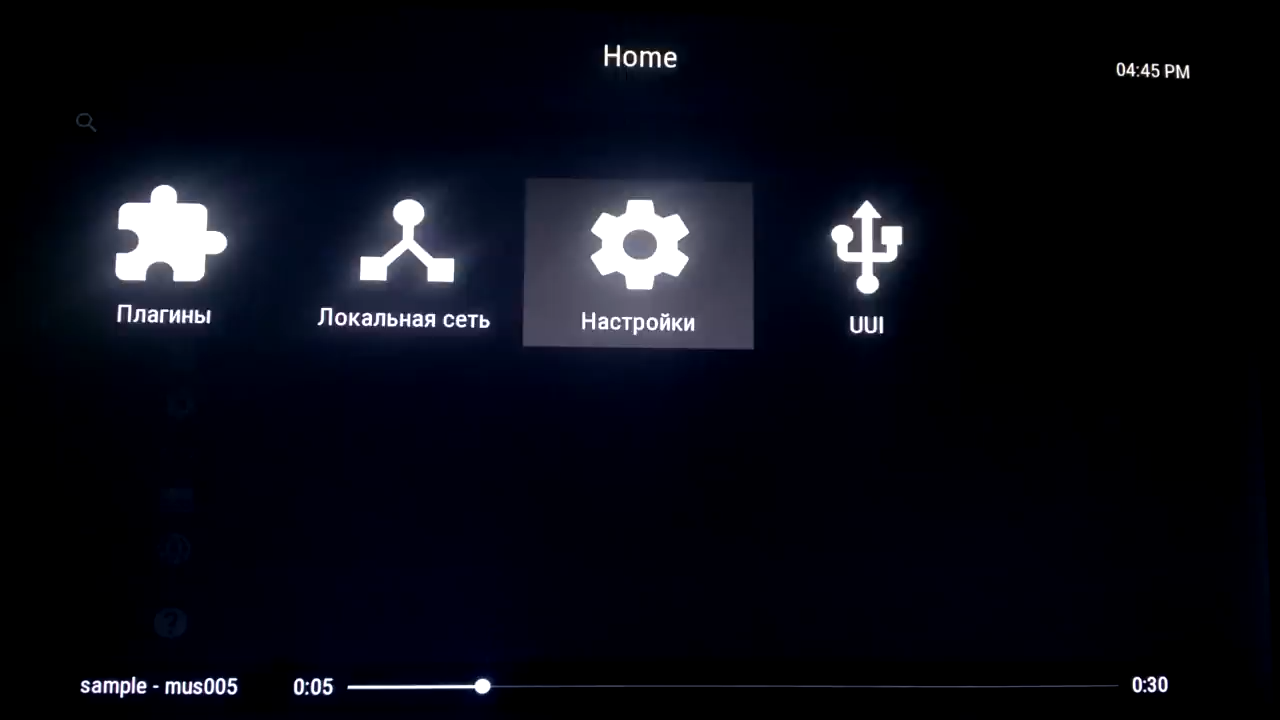 Home
04:45 PM
Плагины
Локальная сеть
Настройки
UUI
sample - mus005
0:05
0:30